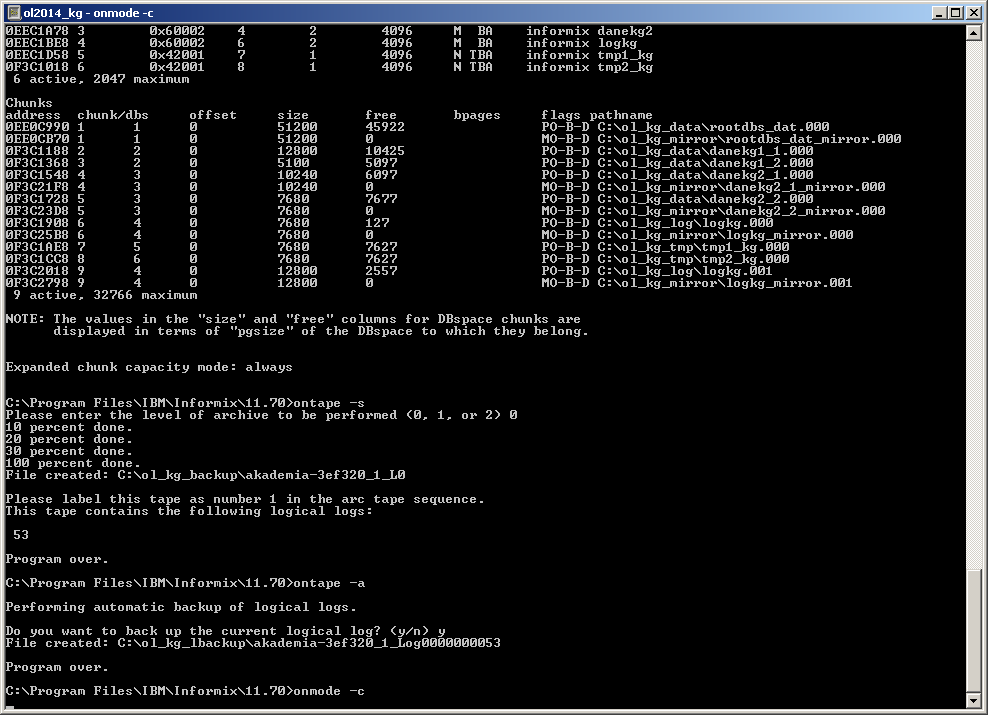 ol2014_kg - onmode -c
0EEC1A78 3        0x60002    4        2        4096     M  BA    informix danekg2
0EEC1BE8 4        0x60002    6        2        4096     M  BA    informix logkg
0EEC1D58 5        0x42001    7        1        4096     N TBA    informix tmp1_kg
0F3C1018 6        0x42001    8        1        4096     N TBA    informix tmp2_kg
 6 active, 2047 maximum
Chunks
address  chunk/dbs     offset     size       free       bpages     flags pathname
0EE0C990 1      1      0          51200      45922                 PO-B-D C:\ol_kg_data\rootdbs_dat.000
0EE0CB70 1      1      0          51200      0                     MO-B-D C:\ol_kg_mirror\rootdbs_dat_mirror.000
0F3C1188 2      2      0          12800      10425                 PO-B-D C:\ol_kg_data\danekg1_1.000
0F3C1368 3      2      0          5100       5097                  PO-B-D C:\ol_kg_data\danekg1_2.000
0F3C1548 4      3      0          10240      6097                  PO-B-D C:\ol_kg_data\danekg2_1.000
0F3C21F8 4      3      0          10240      0                     MO-B-D C:\ol_kg_mirror\danekg2_1_mirror.000
0F3C1728 5      3      0          7680       7677                  PO-B-D C:\ol_kg_data\danekg2_2.000
0F3C23D8 5      3      0          7680       0                     MO-B-D C:\ol_kg_mirror\danekg2_2_mirror.000
0F3C1908 6      4      0          7680       127                   PO-B-D C:\ol_kg_log\logkg.000
0F3C25B8 6      4      0          7680       0                     MO-B-D C:\ol_kg_mirror\logkg_mirror.000
0F3C1AE8 7      5      0          7680       7627                  PO-B-D C:\ol_kg_tmp\tmp1_kg.000
0F3C1CC8 8      6      0          7680       7627                  PO-B-D C:\ol_kg_tmp\tmp2_kg.000
0F3C2018 9      4      0          12800      2557                  PO-B-D C:\ol_kg_log\logkg.001
0F3C2798 9      4      0          12800      0                     MO-B-D C:\ol_kg_mirror\logkg_mirror.001
 9 active, 32766 maximum
NOTE: The values in the "size" and "free" columns for DBspace chunks are
      displayed in terms of "pgsize" of the DBspace to which they belong.
Expanded chunk capacity mode: always
C:\Program Files\IBM\Informix\11.70>ontape -s
Please enter the level of archive to be performed (0, 1, or 2) 0
10 percent done.
20 percent done.
30 percent done.
100 percent done.
File created: C:\ol_kg_backup\akademia-3ef320_1_L0
Please label this tape as number 1 in the arc tape sequence.
This tape contains the following logical logs:
 53
Program over.
C:\Program Files\IBM\Informix\11.70>ontape -a
Performing automatic backup of logical logs.
Do you want to back up the current logical log? (y/n) y
File created: C:\ol_kg_lbackup\akademia-3ef320_1_Log0000000053
Program over.
C:\Program Files\IBM\Informix\11.70>onmode -c